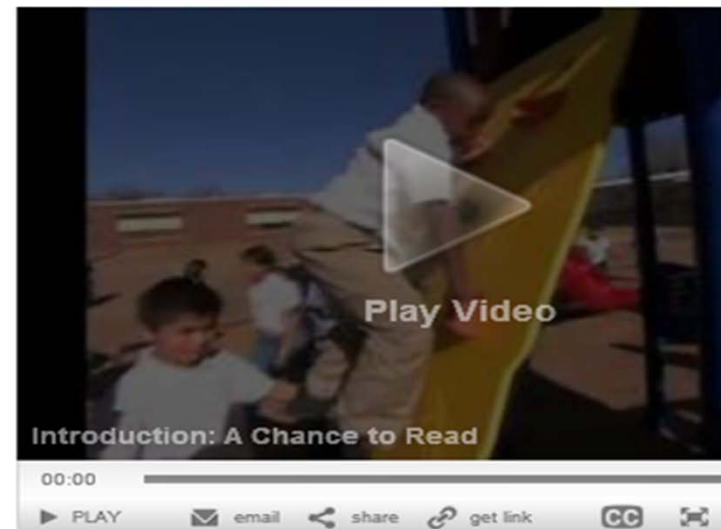 Play Video
Introduction: A Chance to Read
00:00
PLAY email share get link CC